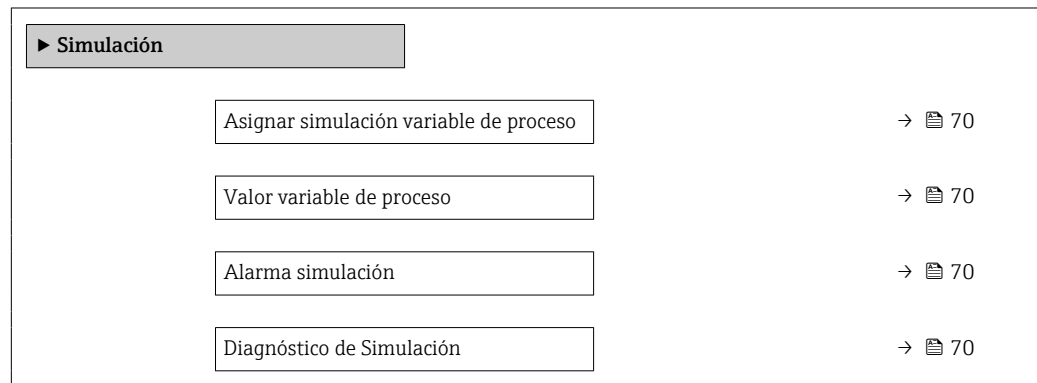 ▶ Simulación
Asignar simulación variable de proceso → 70
Valor variable de proceso → 70
Alarma simulación → 70
Diagnóstico de Simulación → 70